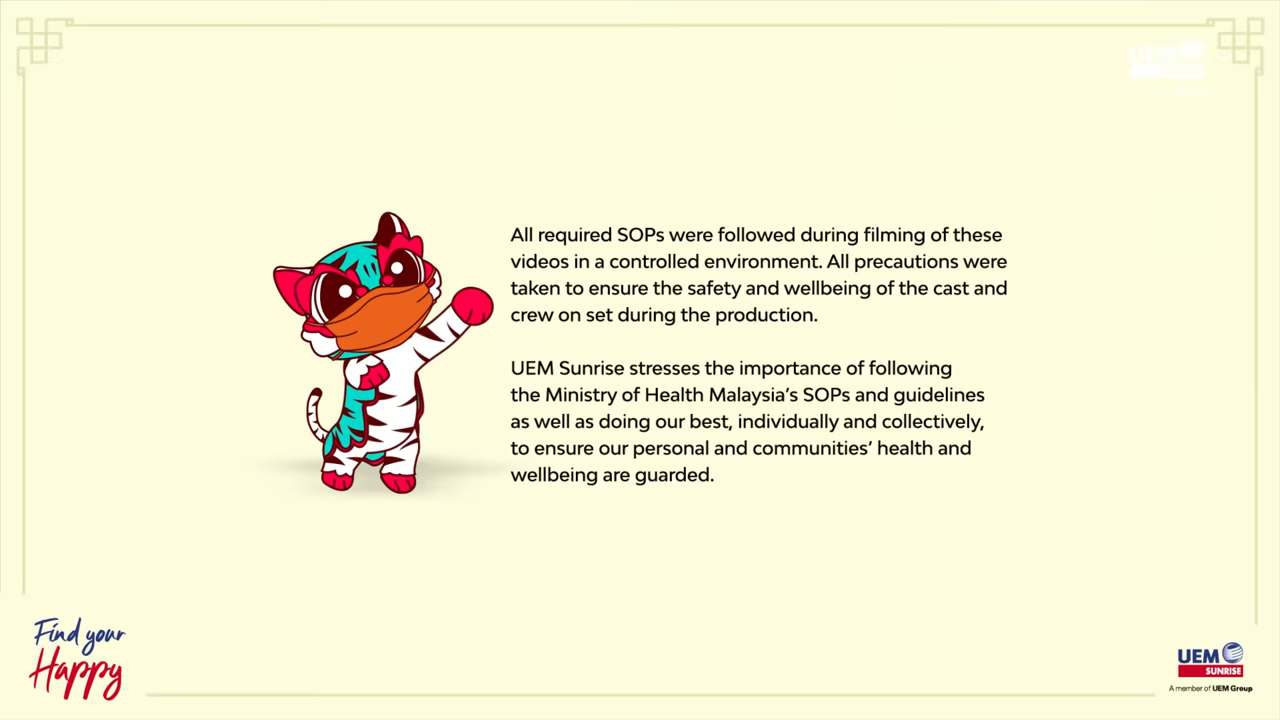 UEM
SUNRISE
All required SOPs were followed during filming of these
videos in a controlled environment. All precautions were
taken to ensure the safety and wellbeing of the cast and
crew on set during the production.
UEM Sunrise stresses the importance of following
the Ministry of Health Malaysia’s SOPs and guidelines
as well as doing our best, individually and collectively,
to ensure our personal and communities’ health and
wellbeing are guarded.
Find your
Happy
UEM
SUNRISE
A member of UEM Group